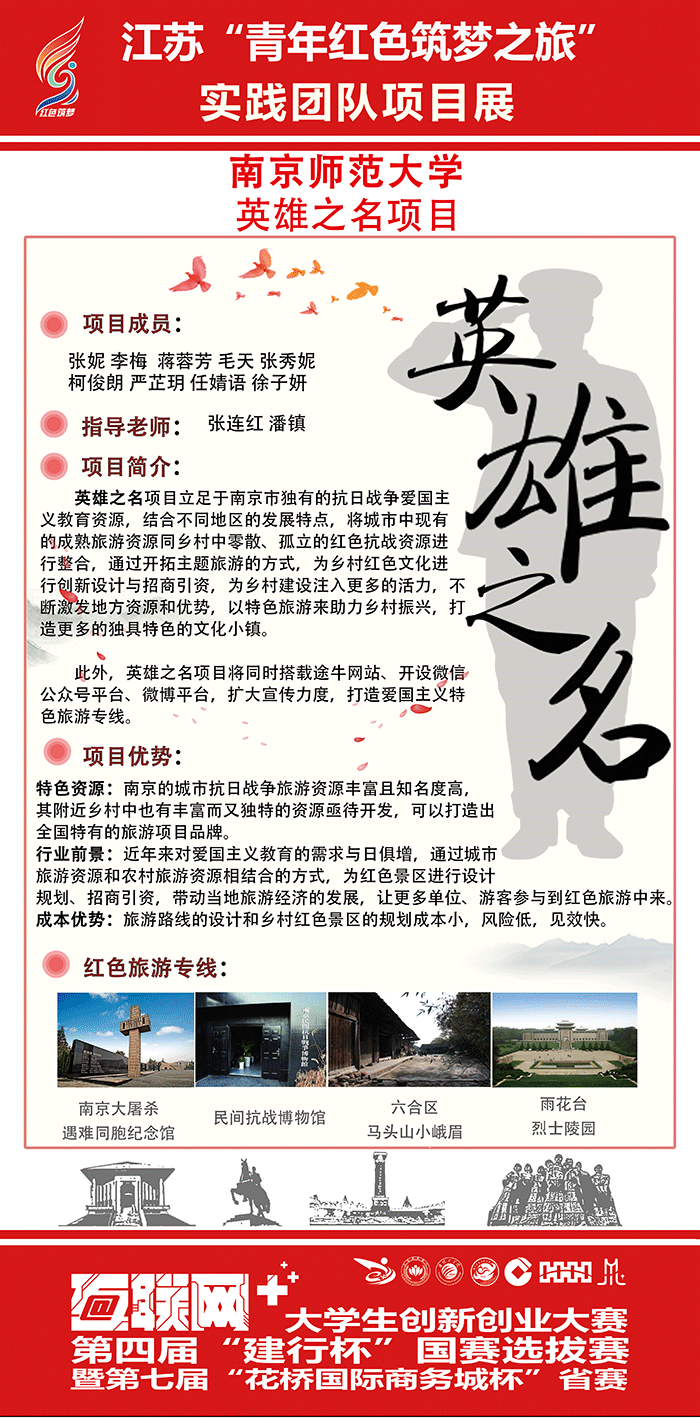 江苏“青年红色筑梦之旅”
实践团队项目展
红色筑梦
南京师范大学
英雄之名项目
英雄之名
项目成员：
张妮 李梅 蒋蓉芳 毛天 张秀妮
柯俊朗 严芷玥 任婧语 徐子妍
指导老师： 张连红 潘镇
项目简介：
英雄之名项目立足于南京市独有的抗日战争爱国主
义教育资源，结合不同地区的发展特点，将城市中现有
的成熟旅游资源同乡村中零散、孤立的红色抗战资源进
行整合，通过开拓主题旅游的方式，为乡村红色文化进
行创新设计与招商引资，为乡村建设注入更多的活力，不
断激发地方资源和优势，以特色旅游来助力乡村振兴，打
造更多的独具特色的文化小镇。
此外，英雄之名项目将同时搭载途牛网站、开设微信
公众号平台、微博平台，扩大宣传力度，打造爱国主义特
色旅游专线。
项目优势：
特色资源：南京的城市抗日战争旅游资源丰富且知名度高，
其附近乡村中也有丰富而又独特的资源亟待开发，可以打造出
全国特有的旅游项目品牌。
行业前景：近年来对爱国主义教育的需求与日俱增，通过城市
旅游资源和农村旅游资源相结合的方式，为红色景区进行设计
规划、招商引资，带动当地旅游经济的发展，让更多单位、游客参与到红色旅游中来。
成本优势：旅游路线的设计和乡村红色景区的规划成本小，风险低，见效快。
红色旅游专线：
南京民间抗日战争博物馆
南京大屠杀
遇难同胞纪念馆
民间抗战博物馆
六合区
马头山小峨眉
雨花台
烈士陵园
互联网++
大学生创新创业大赛
第四届“建行杯”国赛选拔赛
暨第七届“花桥国际商务城杯”省赛